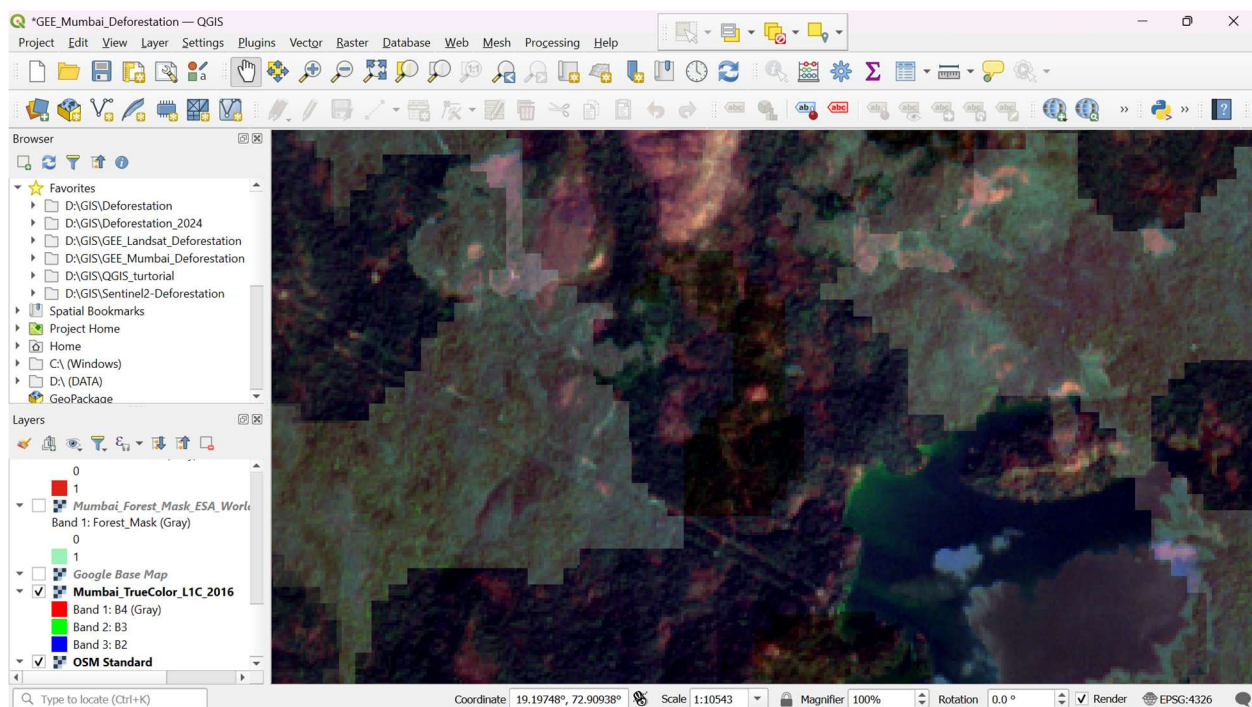 *GEE_Mumbai_Deforestation — QGIS
Project Edit View Layer Settings Plugins Vector Raster Database Web Mesh Processing Help
Browser
Favorites
D:\GIS\Deforestation
D:\GIS\Deforestation_2024
D:\GIS\GEE_Landsat_Deforestation
D:\GIS\GEE_Mumbai_Deforestation
D:\GIS\QGIS_turtorial
D:\GIS\Sentinel2-Deforestation
Spatial Bookmarks
Project Home
Home
C:\ (Windows)
D:\ (DATA)
GeoPackage
Layers
0
1
Mumbai_Forest_Mask_ESA_Worl
Band 1: Forest_Mask (Gray)
0
1
Google Base Map
Mumbai_TrueColor_L1C_2016
Band 1: B4 (Gray)
Band 2: B3
Band 3: B2
OSM Standard
Type to locate (Ctrl+K)
Coordinate 19.19748°, 72.90938° Scale 1:10543 Magnifier 100% Rotation 0.0 ° Render EPSG:4326